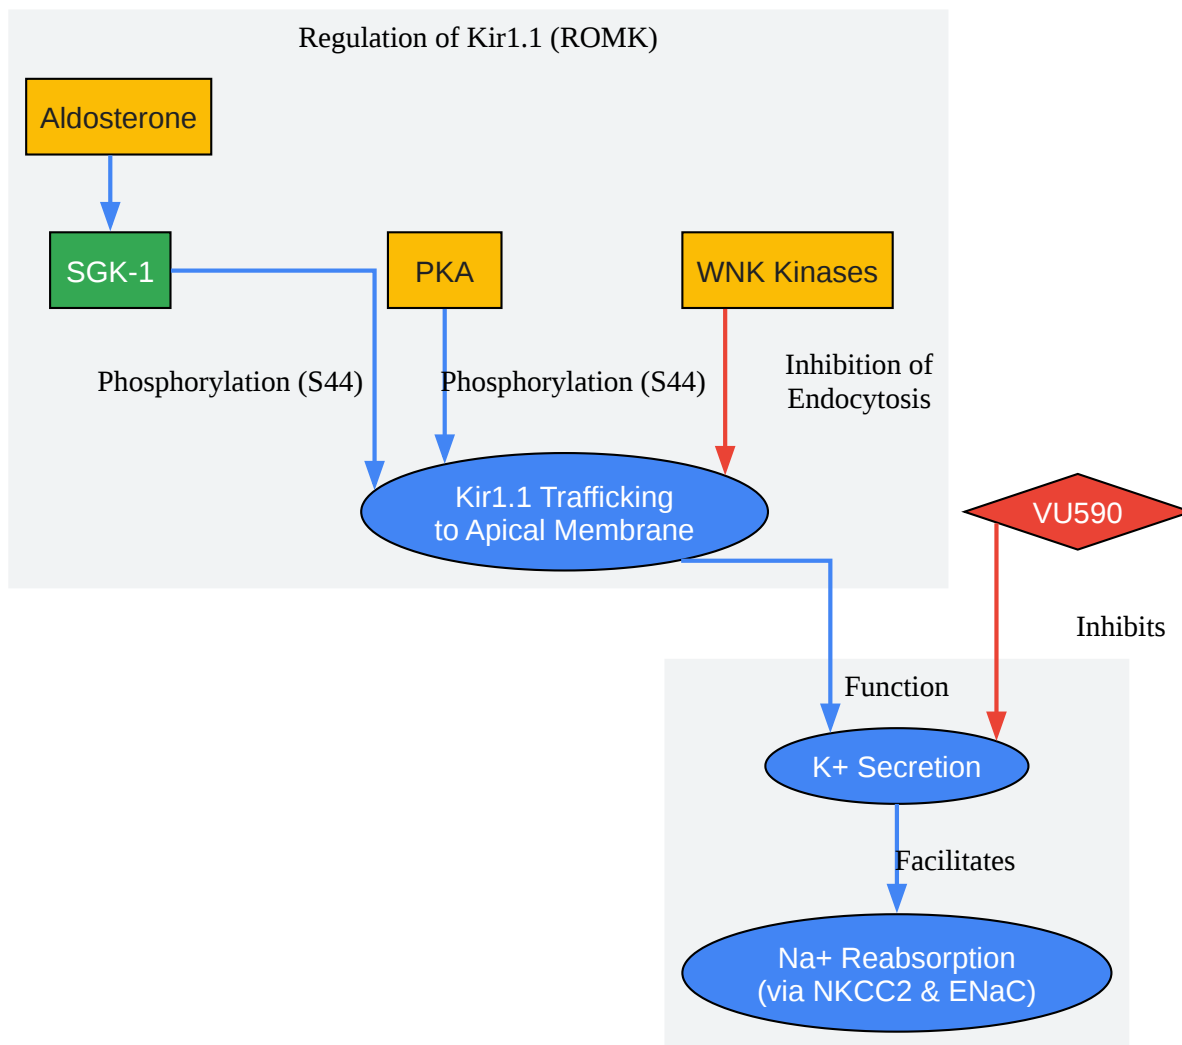 Regulation of Kir1.1 (ROMK)
Aldosterone
SGK-1
PKA
WNK Kinases
Phosphorylation (S44)
Phosphorylation (S44)
Inhibition of
Endocytosis
Kir1.1 Trafficking
to Apical Membrane
VU590
Inhibits
Function
K+ Secretion
Facilitates
Na+ Reabsorption
(via NKCC2 & ENaC)